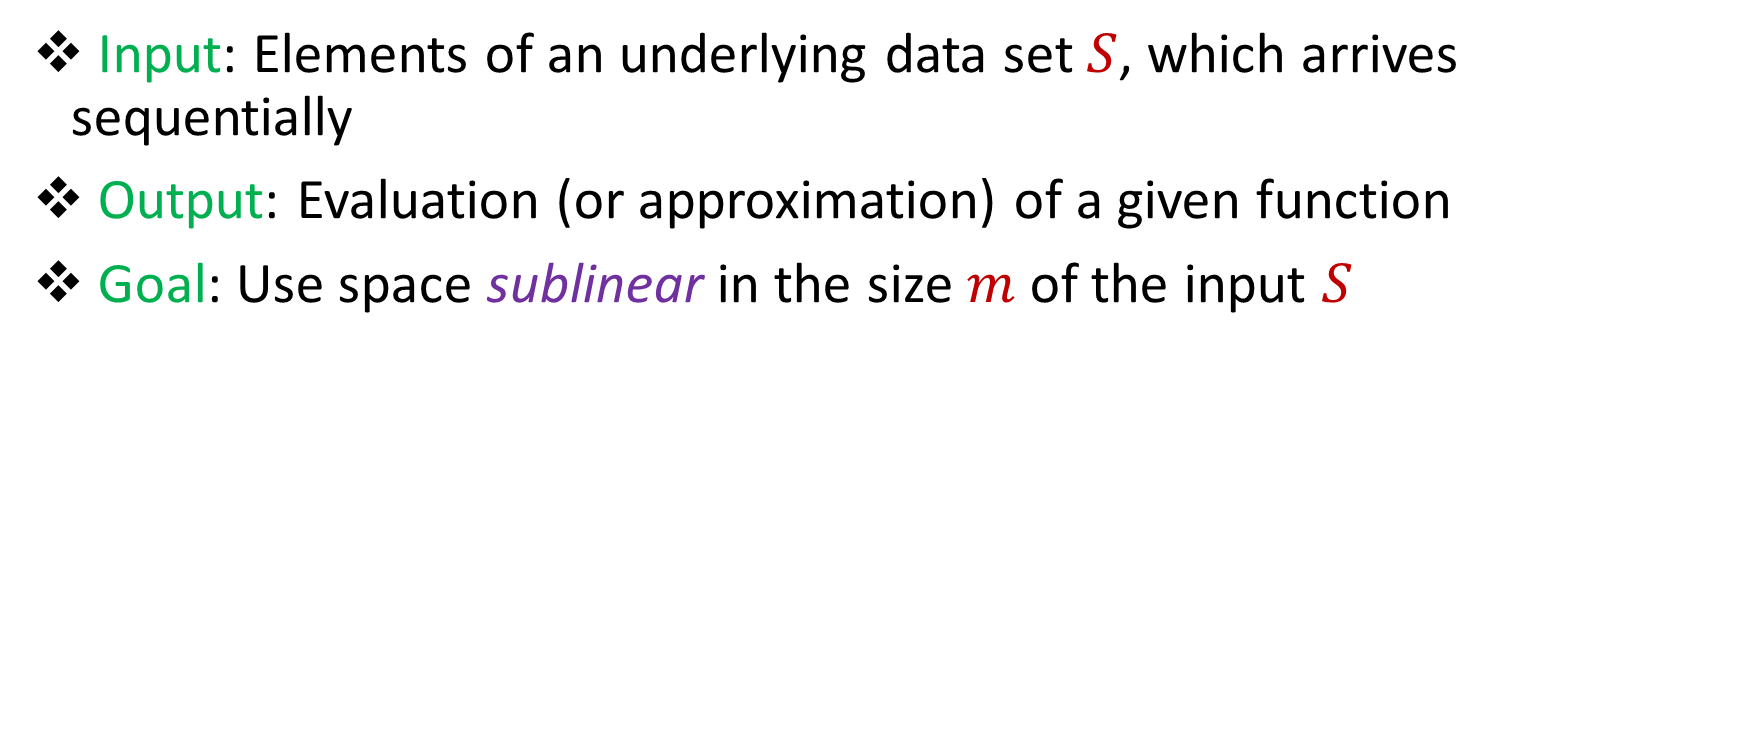 ❖ Input: Elements of an underlying data set S, which arrives
sequentially
❖ Output: Evaluation (or approximation) of a given function
❖ Goal: Use space sublinear in the size m of the input S